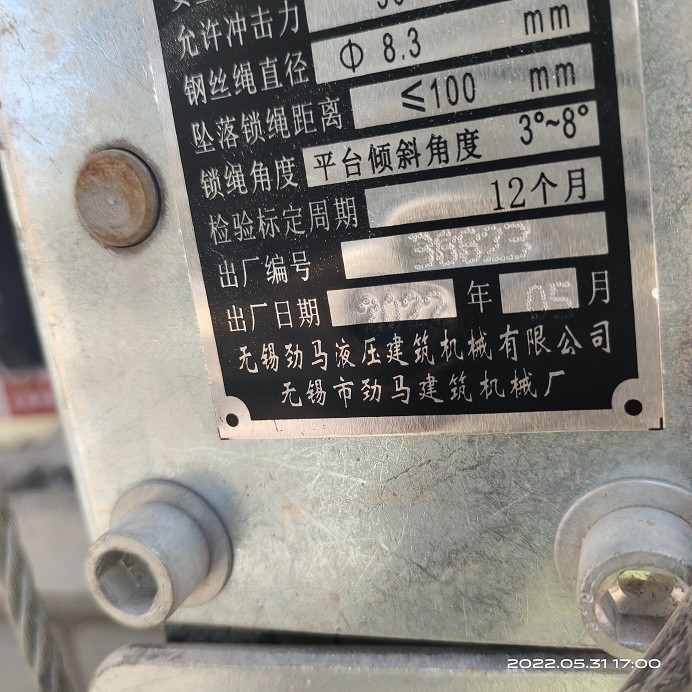 允许冲击力
钢丝绳直径 Φ 8.3 mm
坠落锁绳距离 ≤100 mm
锁绳角度 平台倾斜角度 3°~8°
检验标定周期 12个月
出厂编号
出厂日期 2022 年 05 月
无锡劲马液压建筑机械有限公司
无锡市劲马建筑机械厂
2022.05.31 17:00